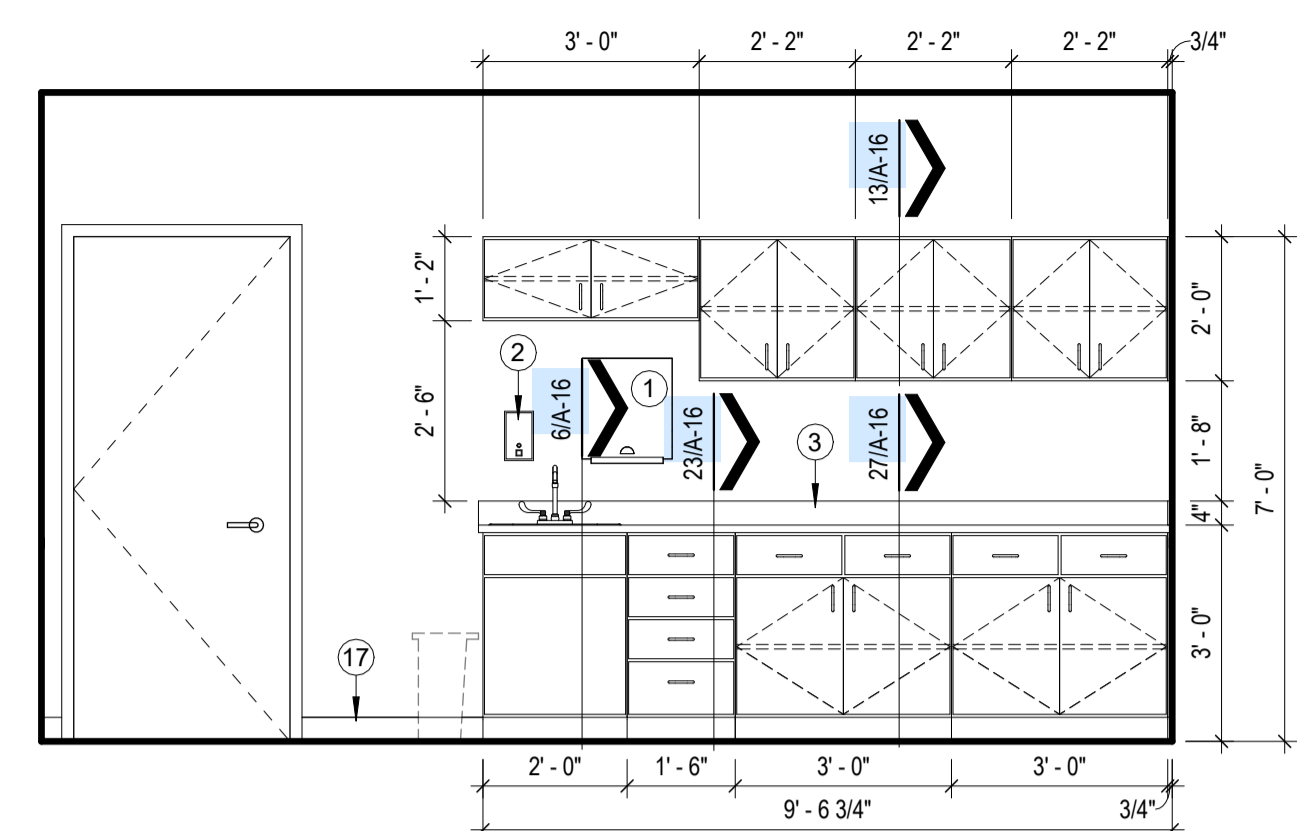 3' - 0"
2' - 2"
2' - 2"
2' - 2"
3/4"
13/A-16
1' - 2"
2' - 0"
2
1
6/A-16
2' - 6"
23/A-16
3
27/A-16
1' - 8"
7' - 0"
4"
17
3' - 0"
2' - 0"
1' - 6"
3' - 0"
3' - 0"
9' - 6 3/4"
3/4"